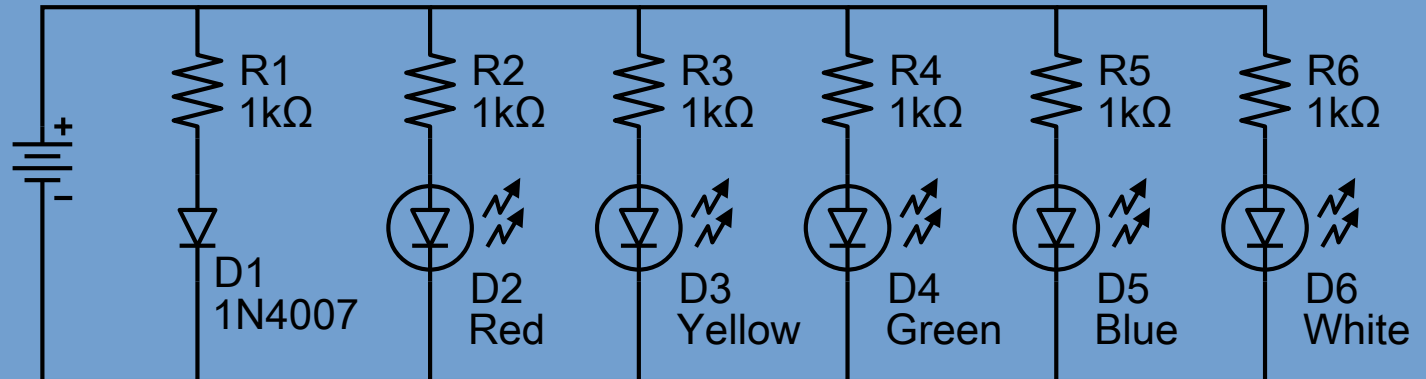 +
-
R1
1kΩ
R2
1kΩ
R3
1kΩ
R4
1kΩ
R5
1kΩ
R6
1kΩ
D1
1N4007
D2
Red
D3
Yellow
D4
Green
D5
Blue
D6
White